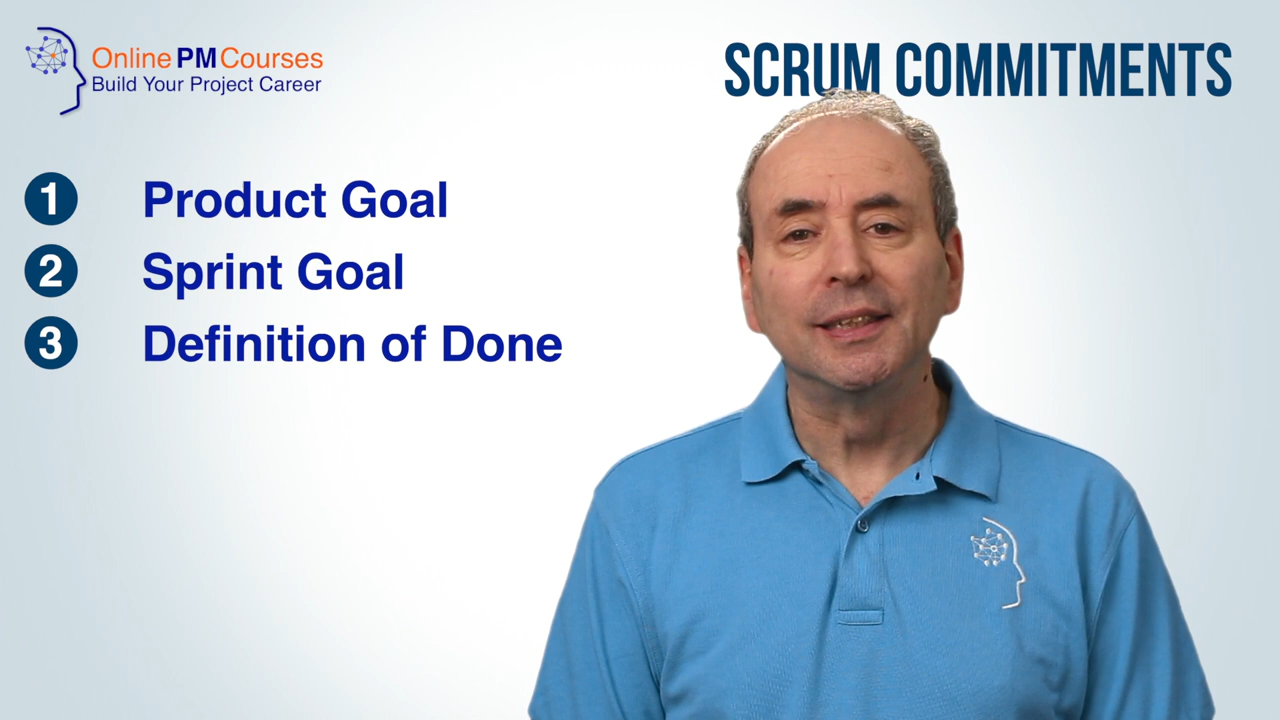 Online PM Courses
Build Your Project Career
SCRUM COMMITMENTS
1 Product Goal
2 Sprint Goal
3 Definition of Done